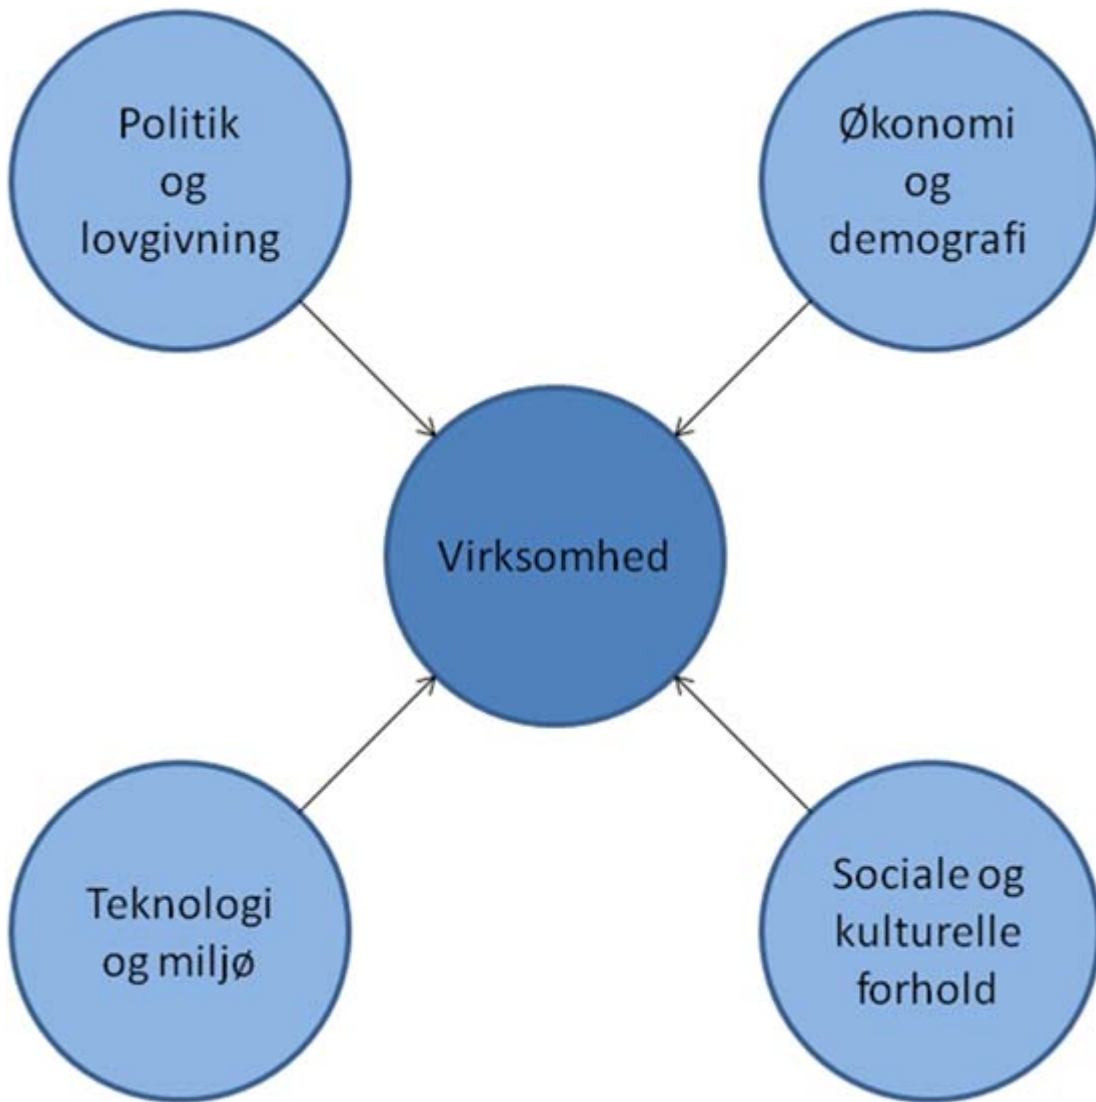 Politik
og
lovgivning
Økonomi
og
demografi
Virksomhed
Teknologi
og miljø
Sociale og
kulturelle
forhold